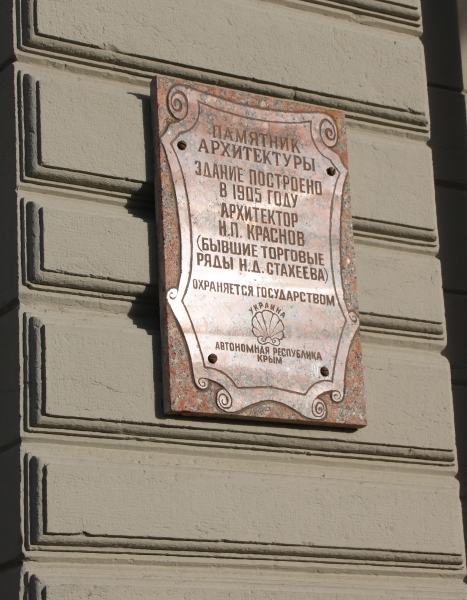 ПАМЯТНИК
АРХИТЕКТУРЫ
ЗДАНИЕ ПОСТРОЕНО
В 1905 ГОДУ
АРХИТЕКТОР
Н.П. КРАСНОВ
(БЫВШИЕ ТОРГОВЫЕ
РЯДЫ Н.Д. СТАХЕЕВА)
ОХРАНЯЕТСЯ ГОСУДАРСТВОМ
УКРАИНА
АВТОНОМНАЯ РЕСПУБЛИКА
КРЫМ